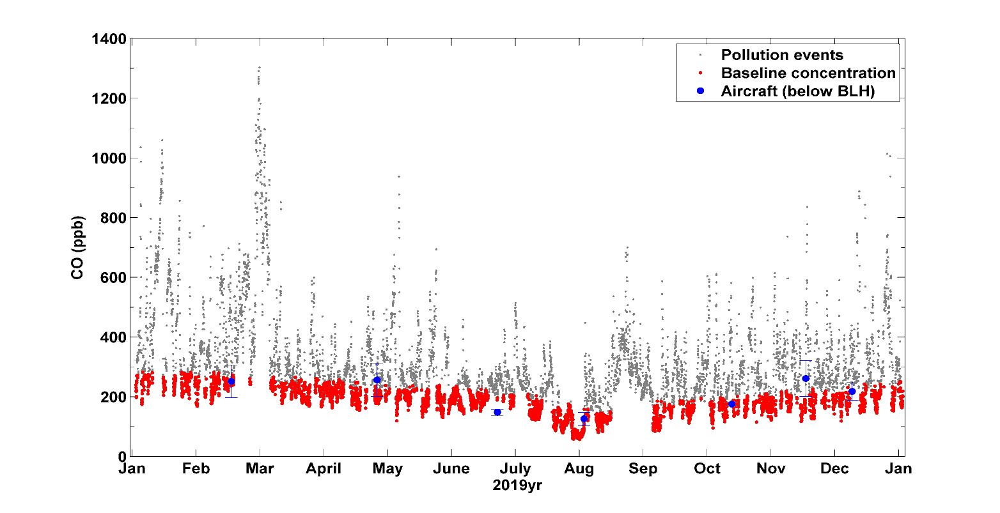 1400
1200
1000
800
600
400
200
0
CO (ppb)
Pollution events
Baseline concentration
Aircraft (below BLH)
Jan Feb Mar April May June July Aug Sep Oct Nov Dec Jan
2019yr